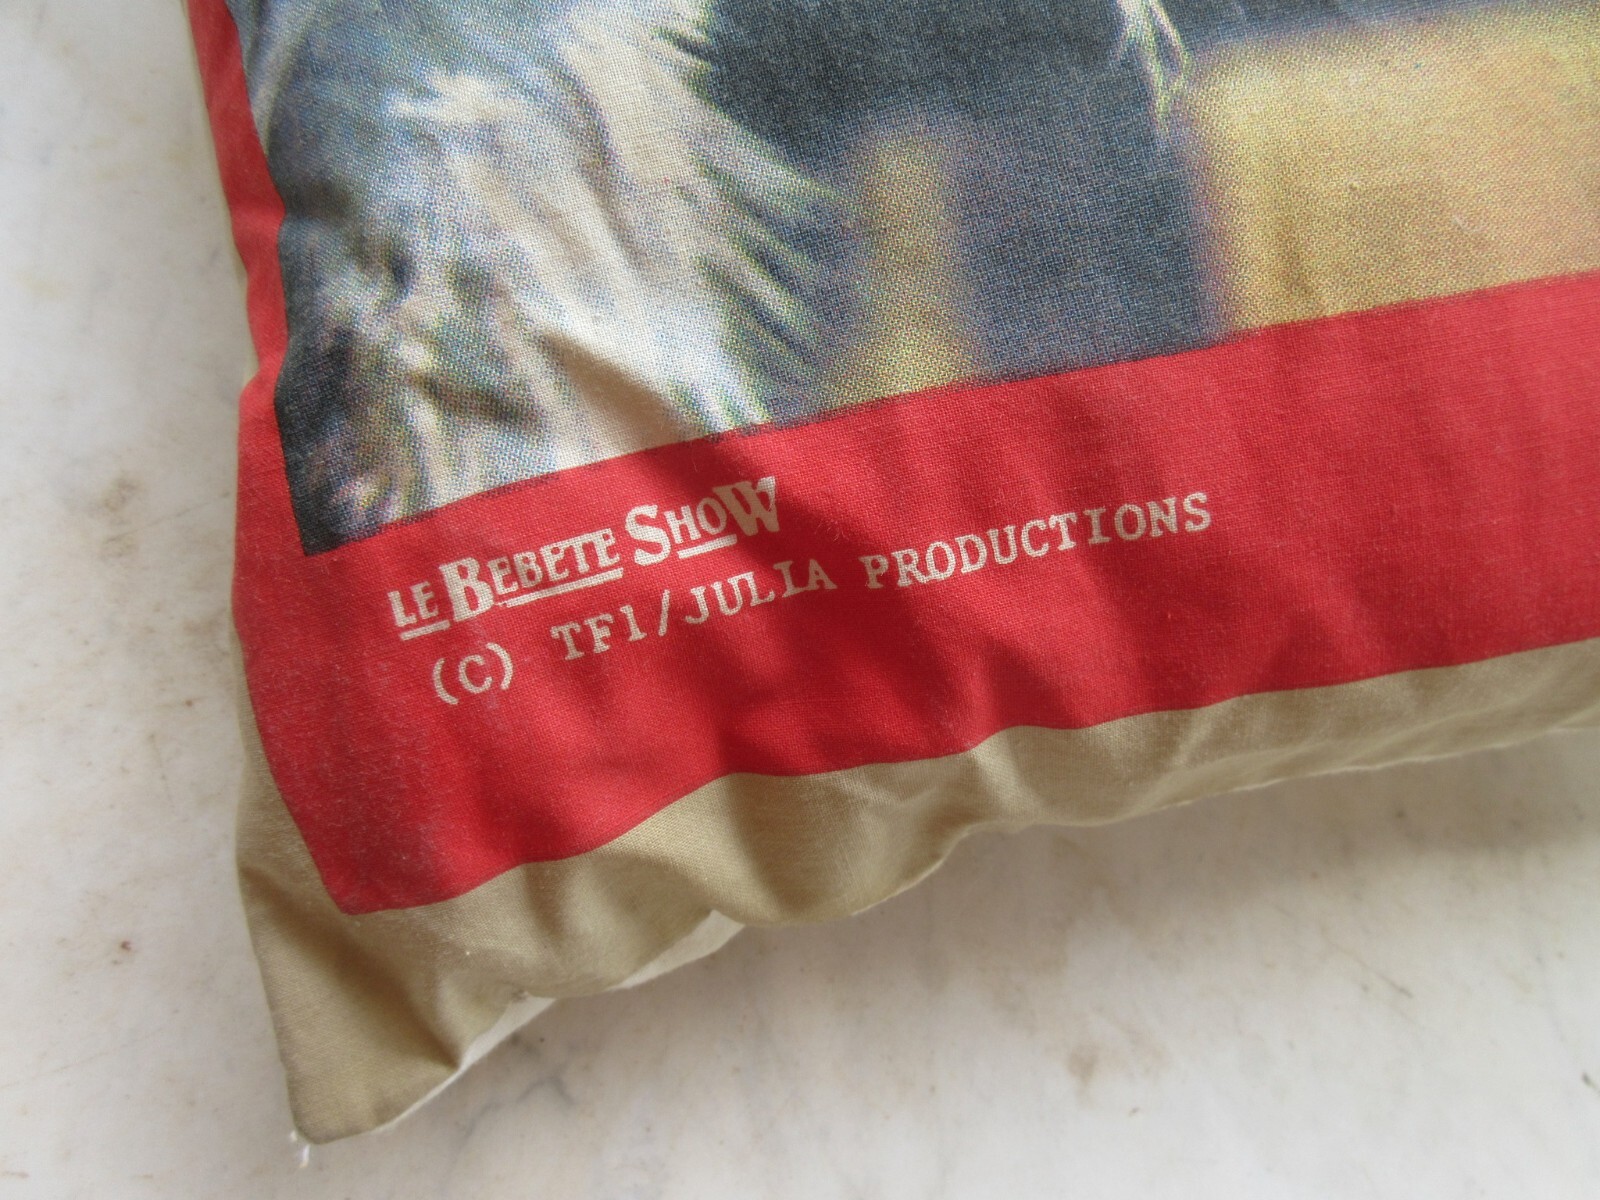 LE BEBETE SHOW
(C) TF1/JULIA PRODUCTIONS